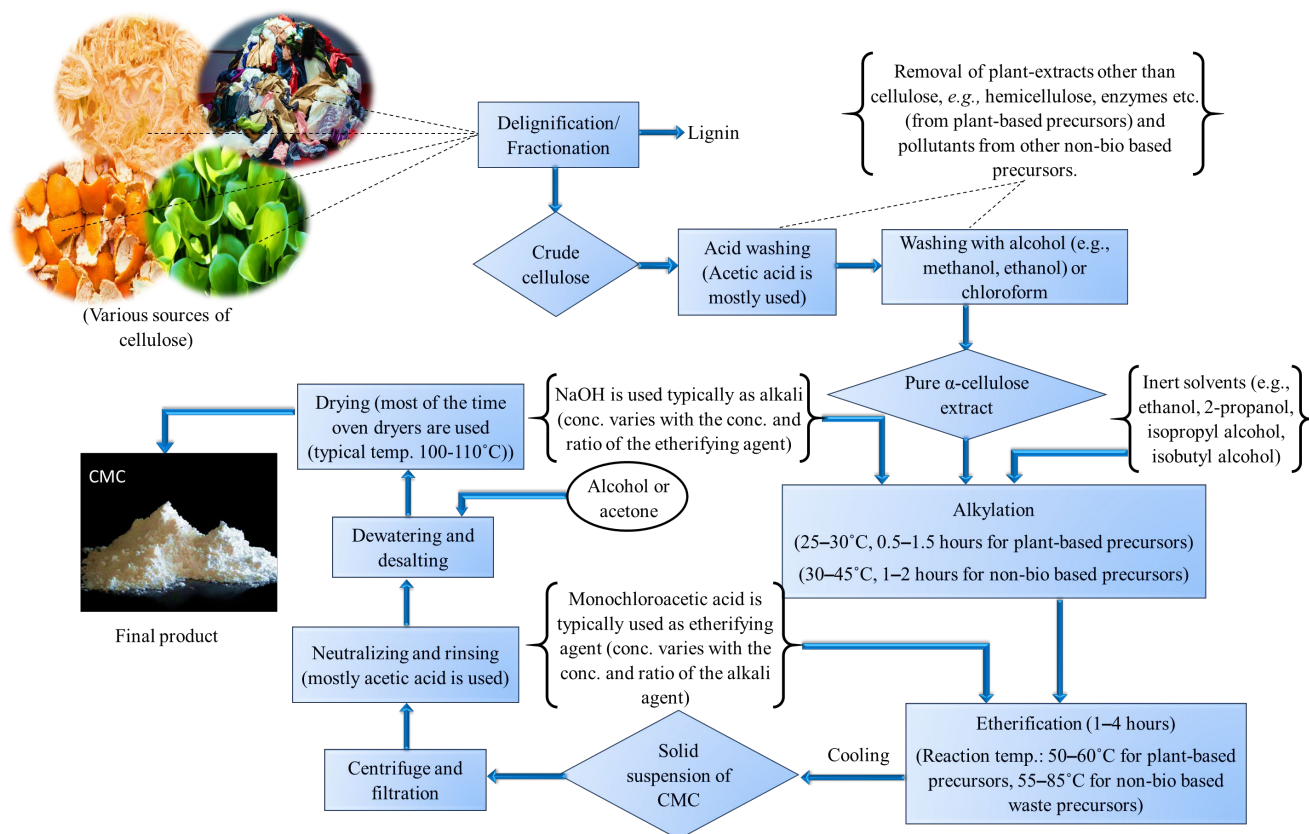 Removal of plant-extracts other than
cellulose, e.g., hemicellulose, enzymes etc.
(from plant-based precursors) and
pollutants from other non-bio based
precursors.
Delignification/
Fractionation
Lignin
Crude
cellulose
Acid washing
(Acetic acid is
mostly used)
Washing with alcohol (e.g.,
methanol, ethanol) or
chloroform
(Various sources of
cellulose)
Pure α-cellulose
extract
Inert solvents (e.g.,
ethanol, 2-propanol,
isopropyl alcohol,
isobutyl alcohol)
NaOH is used typically as alkali
(conc. varies with the conc. and
ratio of the etherifying agent)
Drying (most of the time
oven dryers are used
(typical temp. 100-110˚C))
CMC
Alcohol or
acetone
Alkylation
(25–30˚C, 0.5–1.5 hours for plant-based precursors)
(30–45˚C, 1–2 hours for non-bio based precursors)
Dewatering and
desalting
Final product
Monochloroacetic acid is
typically used as etherifying
agent (conc. varies with the
conc. and ratio of the alkali
agent)
Neutralizing and rinsing
(mostly acetic acid is used)
Etherification (1–4 hours)
(Reaction temp.: 50–60˚C for plant-based
precursors, 55–85˚C for non-bio based
waste precursors)
Cooling
Solid
suspension of
CMC
Centrifuge and
filtration